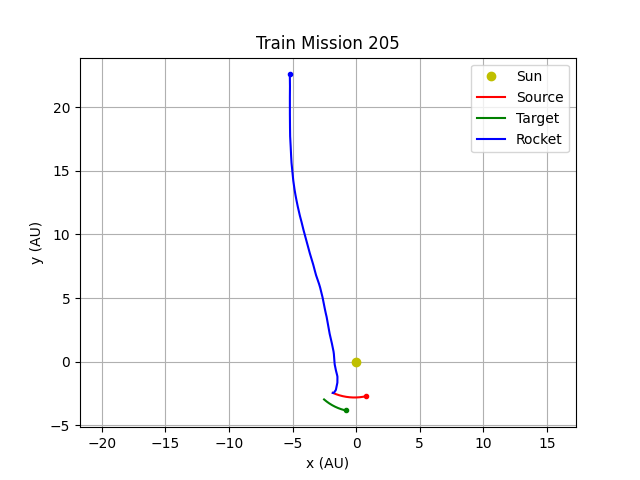 Train Mission 205
Sun
Source
Target
Rocket
y (AU)
20
15
10
5
0
−5
−20 −15 −10 −5 0 5 10 15
x (AU)